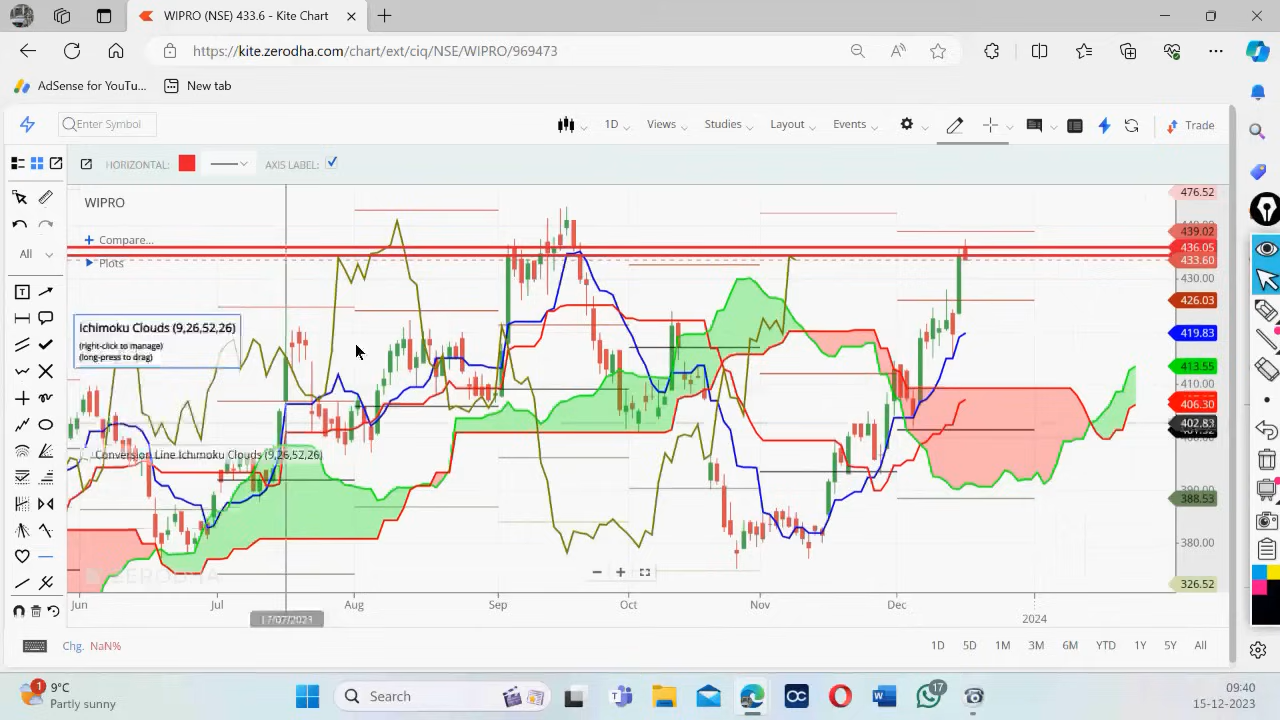 WIPRO (NSE) 433.6 - Kite Chart
https://kite.zerodha.com/chart/ext/ciq/NSE/WIPRO/969473
AdSense for YouTu...
New tab
Enter Symbol
1D
Views
Studies
Layout
Events
Trade
HORIZONTAL:
AXIS LABEL:
WIPRO
Compare...
Plots
All
Ichimoku Clouds (9,26,52,26)
(right-click to manage)
(long-press to drag)
Conversion Line Ichimoku Clouds (9,26,52,26)
ZERODHA
476.52
439.02
436.05
433.60
430.00
426.03
419.83
413.55
410.00
406.30
402.83
388.53
380.00
326.52
Jun
Jul
17/07/2023
Aug
Sep
Oct
Nov
Dec
2024
Chg. NaN%
1D
5D
1M
3M
6M
YTD
1Y
5Y
All
1
9°C
Partly sunny
Search
17
09:40
15-12-2023